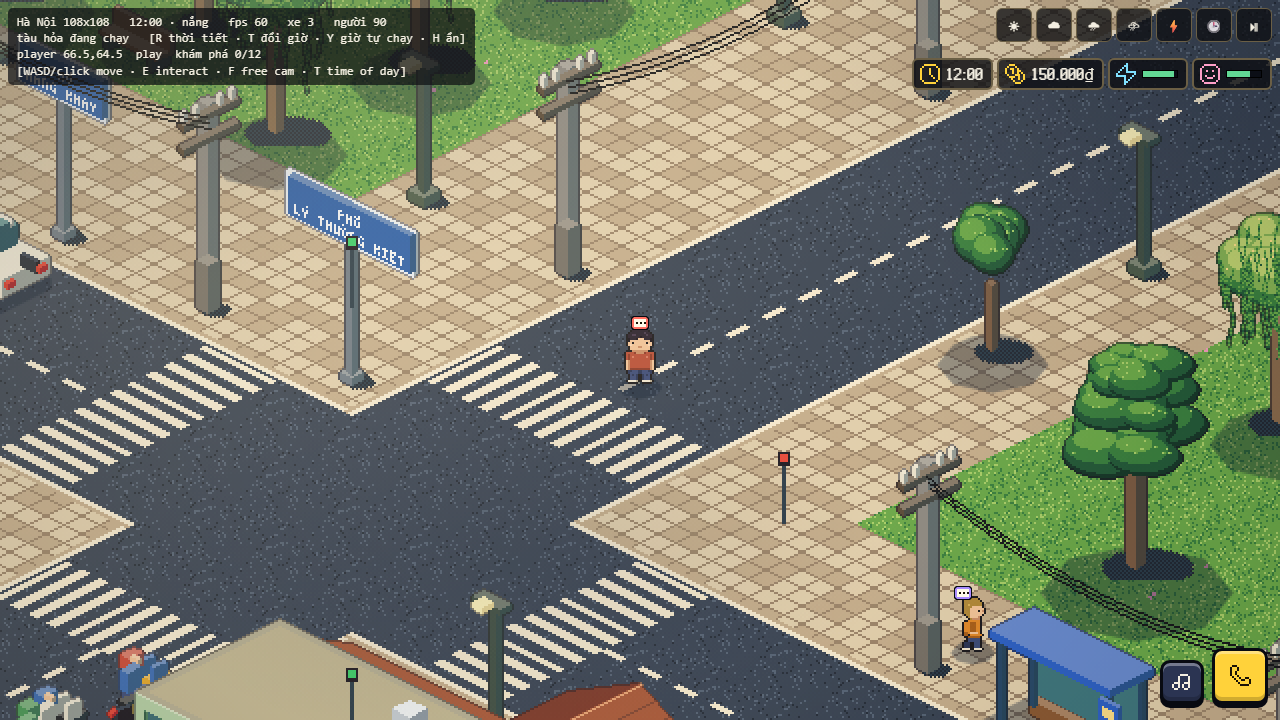 Hà Nội 108x108 12:00 · nắng fps 60 xe 3 người 90
tàu hỏa đang chạy [R thời tiết · T đổi giờ · Y giờ tự chạy · H ẩn]
player 66.5,64.5 play khám phá 0/12
[WASD/click move · E interact · F free cam · T time of day]
12:00
150.000₫
PHỐ
LÝ THƯỜNG KIỆT